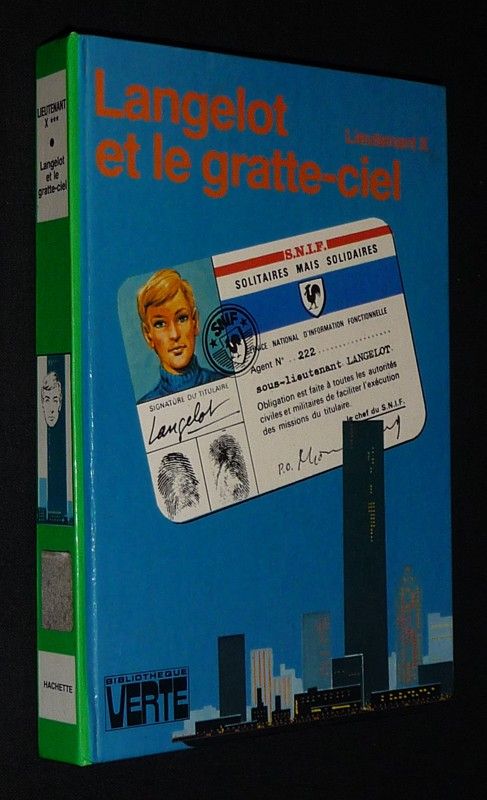 LIEUTENANT
X ***
Langelot
et le
gratte-ciel
HACHETTE
Langelot
Lieutenant X
et le gratte-ciel
S.N.I.F.
SOLITAIRES MAIS SOLIDAIRES
SNIF
VICE NATIONAL D'INFORMATION FONCTIONNELLE
Agent N° ..222..................
sous-lieutenant LANGELOT.
Obligation est faite à toutes les autorités
civiles et militaires de faciliter l'exécution
des missions du titulaire.
le chef du S.N.I.F.
P.O.
SIGNATURE DU TITULAIRE
Langelot
BIBLIOTHEQUE
VERTE